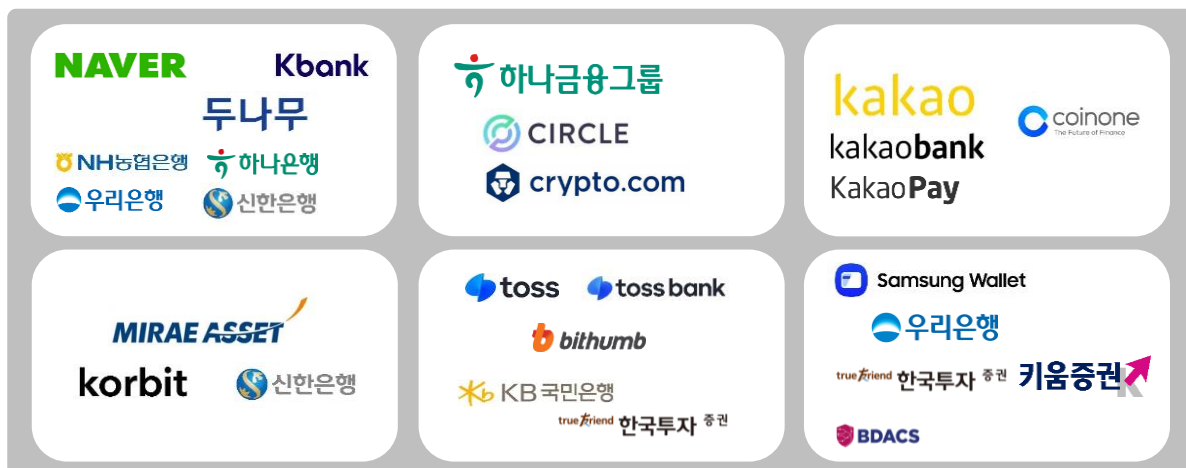 NAVER
Kbank
두나무
NH농협은행
하나은행
우리은행
신한은행
하나금융그룹
CIRCLE
crypto.com
kakao
coinone
The Future of Finance
kakaobank
KakaoPay
MIRAE ASSET
korbit
신한은행
toss
toss bank
bithumb
KB 국민은행
true friend 한국투자 증권
Samsung Wallet
우리은행
true friend 한국투자 증권
키움증권
BDACS